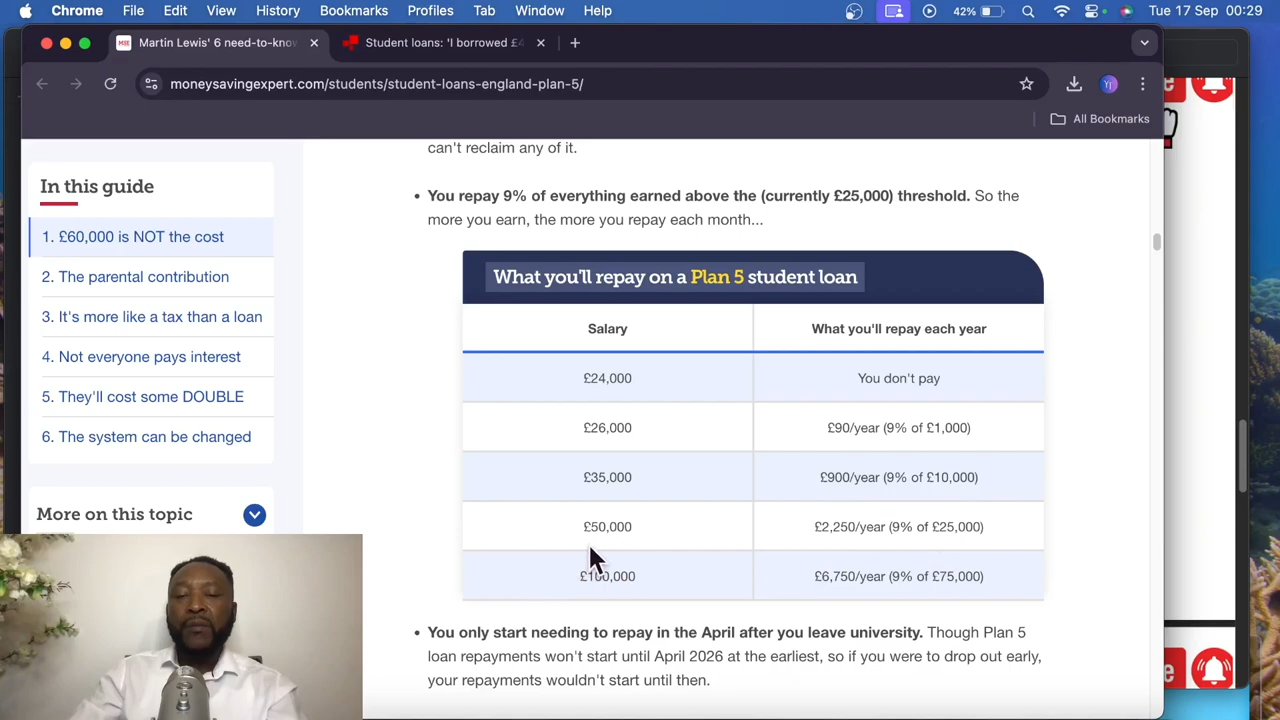 Chrome File Edit View History Bookmarks Profiles Tab Window Help 42% Tue 17 Sep 00:29
MSE Martin Lewis' 6 need-to-know
Student loans: 'I borrowed £4
moneysavingexpert.com/students/student-loans-england-plan-5/
YI
All Bookmarks
In this guide
1. £60,000 is NOT the cost
2. The parental contribution
3. It's more like a tax than a loan
4. Not everyone pays interest
5. They'll cost some DOUBLE
6. The system can be changed
More on this topic
can't reclaim any of it.
• You repay 9% of everything earned above the (currently £25,000) threshold. So the
more you earn, the more you repay each month...
What you'll repay on a Plan 5 student loan
Salary What you'll repay each year
£24,000 You don't pay
£26,000 £90/year (9% of £1,000)
£35,000 £900/year (9% of £10,000)
£50,000 £2,250/year (9% of £25,000)
£100,000 £6,750/year (9% of £75,000)
• You only start needing to repay in the April after you leave university. Though Plan 5
loan repayments won't start until April 2026 at the earliest, so if you were to drop out early,
your repayments wouldn't start until then.